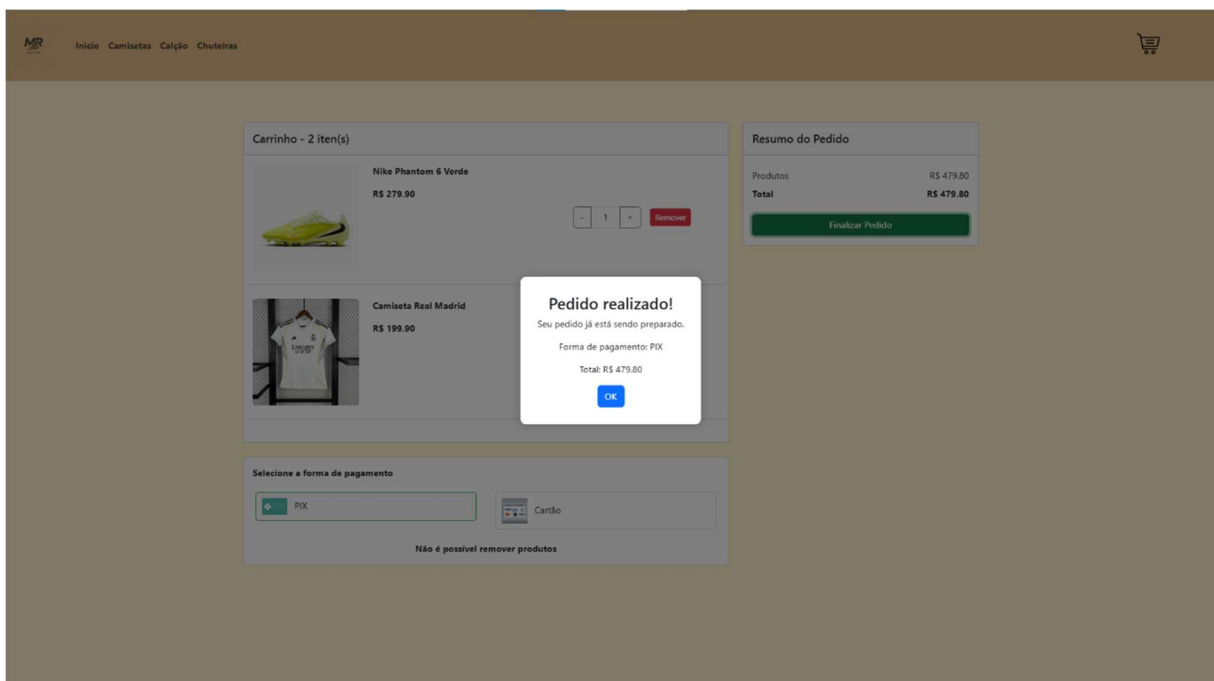 MR
Inicio Camisetas Calção Chuteiras
Carrinho - 2 iten(s)
Nike Phantom 6 Verde
R$ 279.90
- 1 + Remover
Camiseta Real Madrid
R$ 199.90
Resumo do Pedido
Produtos R$ 479.80
Total R$ 479.80
Finalizar Pedido
Pedido realizado!
Seu pedido já está sendo preparado.
Forma de pagamento: PIX
Total: R$ 479.80
OK
Selecione a forma de pagamento
PIX
Cartão
Não é possível remover produtos